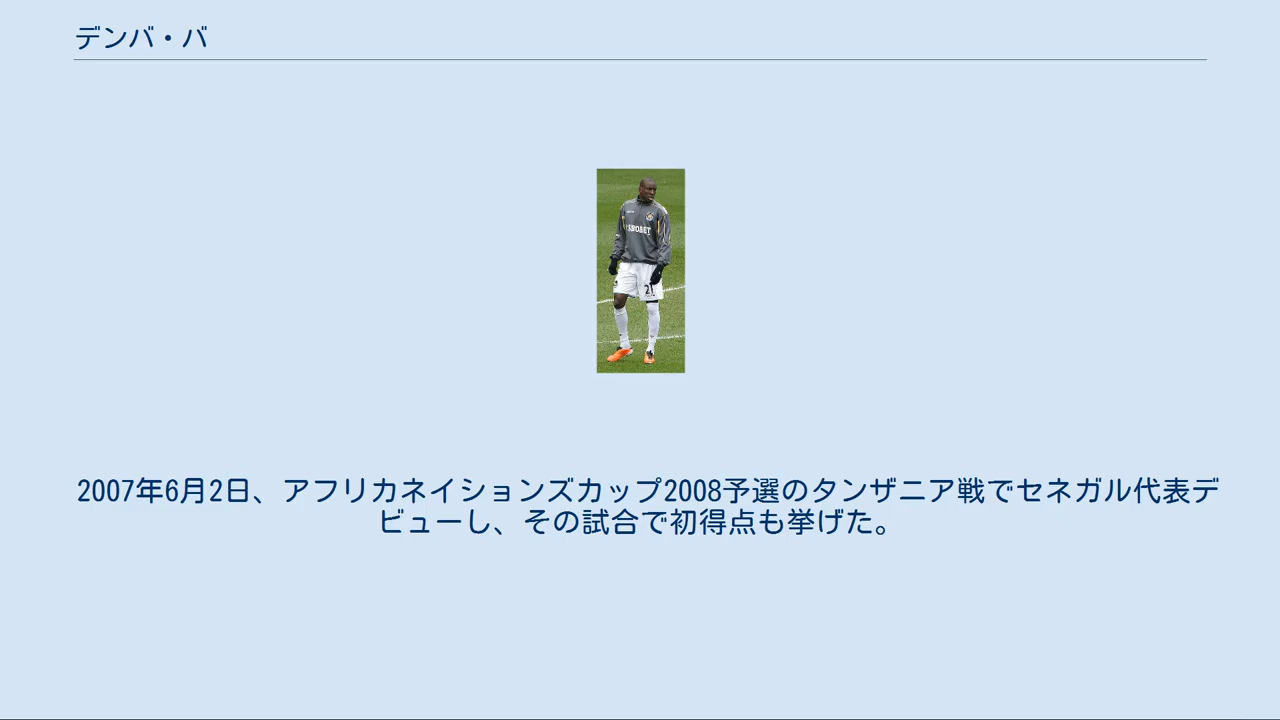 デンバ・バ
SBOBET
2
2007年6月2日、アフリカネイションズカップ2008予選のタンザニア戦でセネガル代表デ
ビューし、その試合で初得点も挙げた。